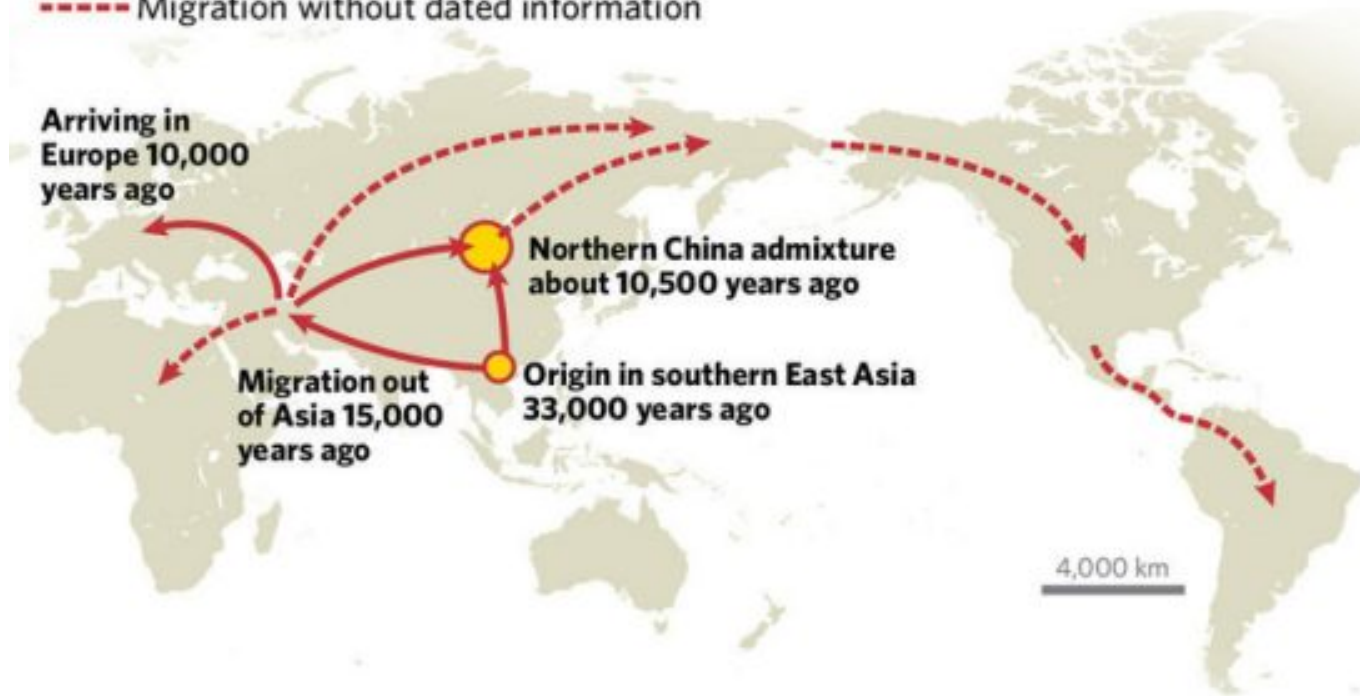 Migration without dated information
Arriving in
Europe 10,000
years ago
Northern China admixture
about 10,500 years ago
Origin in southern East Asia
33,000 years ago
Migration out
of Asia 15,000
years ago
4,000 km